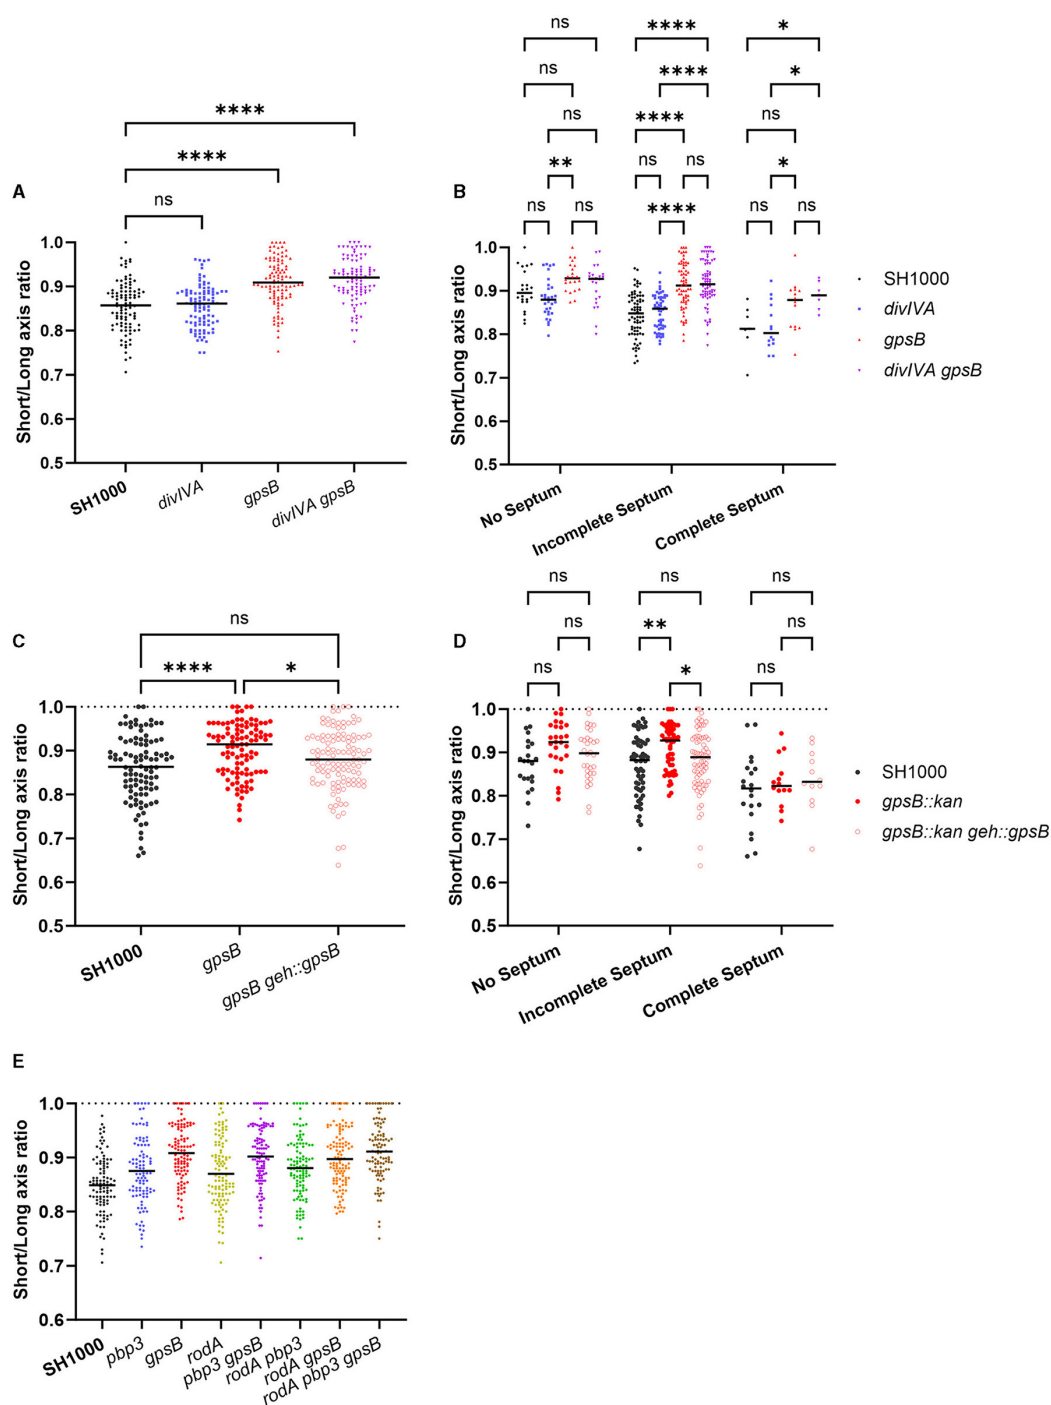 A
****
****
ns
Short/Long axis ratio
1.0
0.9
0.8
0.7
0.6
0.5
SH1000
divIVA
gpsB
divIVA gpsB
B
ns
****
*
ns
****
*
ns
****
ns
**
ns
ns
*
ns
ns
****
ns
ns
Short/Long axis ratio
1.0
0.9
0.8
0.7
0.6
0.5
No Septum
Incomplete Septum
Complete Septum
SH1000
divIVA
gpsB
divIVA gpsB
C
ns
****
*
Short/Long axis ratio
1.0
0.9
0.8
0.7
0.6
0.5
SH1000
gpsB
gpsB geh::gpsB
D
ns
ns
ns
ns
**
ns
ns
*
ns
Short/Long axis ratio
1.0
0.9
0.8
0.7
0.6
0.5
No Septum
Incomplete Septum
Complete Septum
SH1000
gpsB::kan
gpsB::kan geh::gpsB
E
Short/Long axis ratio
1.0
0.9
0.8
0.7
0.6
SH1000
pbp3
gpsB
rodA
pbp3 gpsB
rodA pbp3
rodA gpsB
rodA pbp3 gpsB